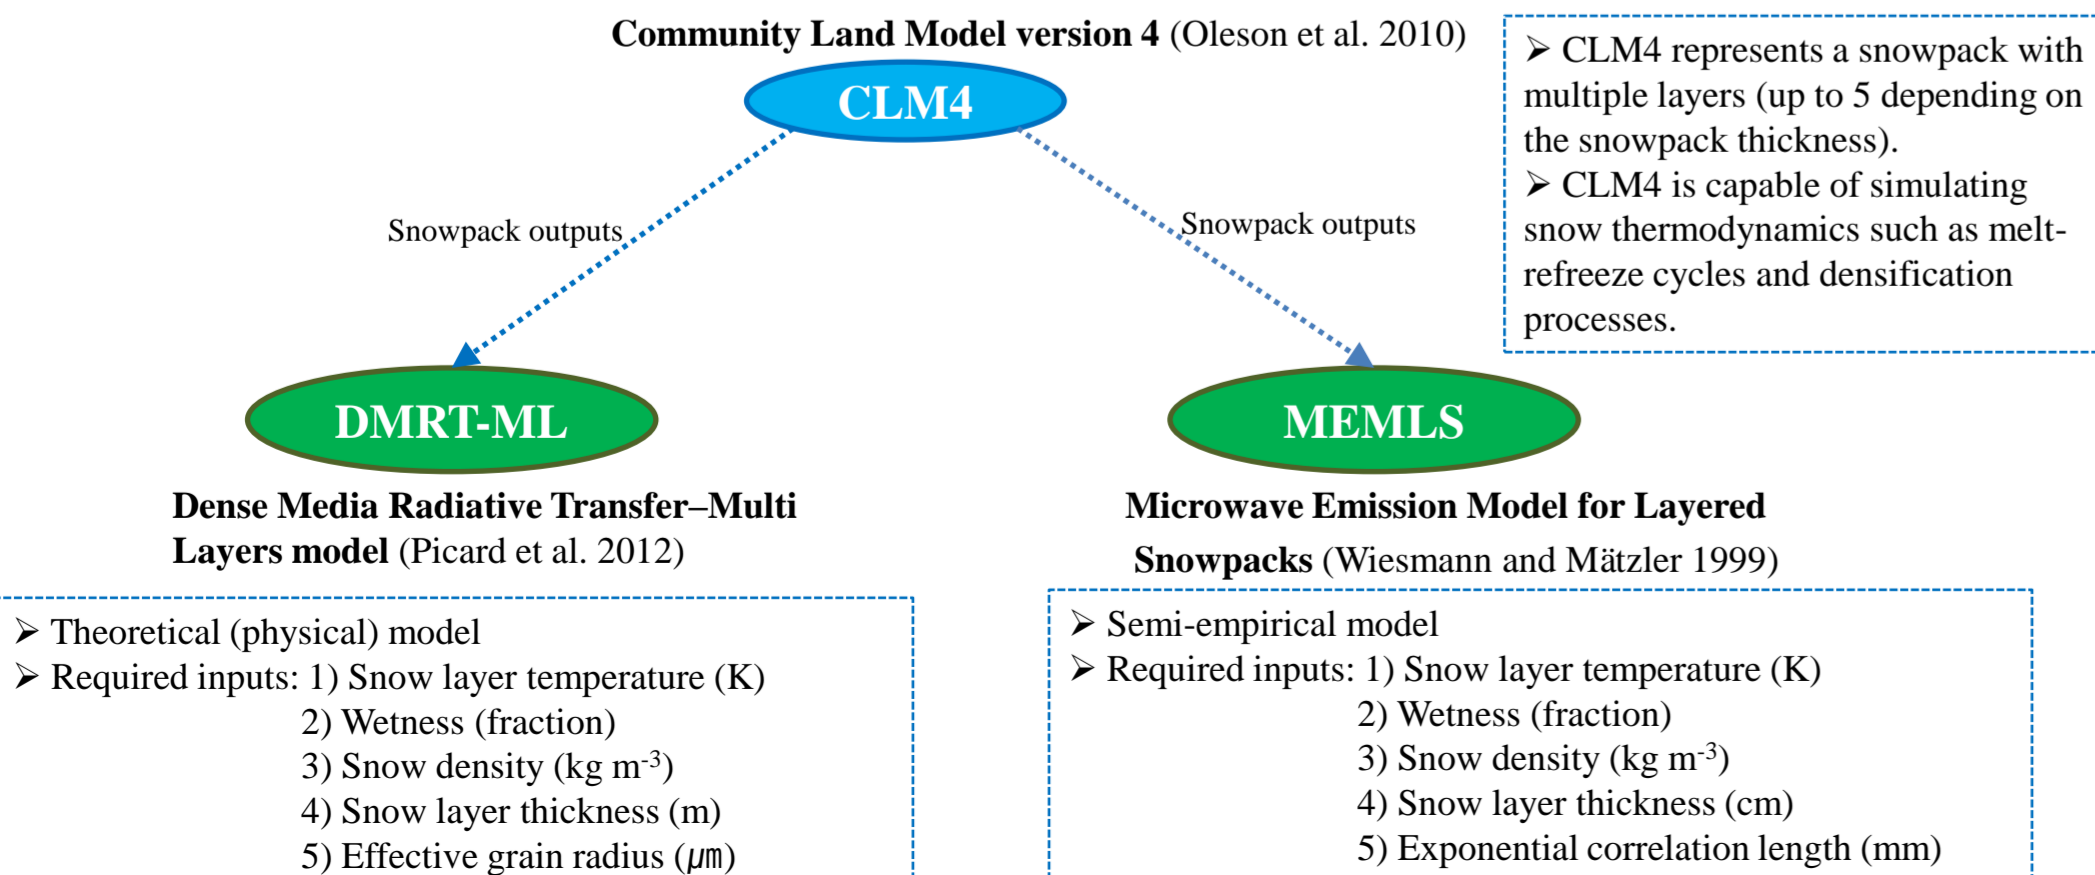 Community Land Model version 4 (Oleson et al. 2010)
CLM4
➢ CLM4 represents a snowpack with
multiple layers (up to 5 depending on
the snowpack thickness).
➢ CLM4 is capable of simulating
snow thermodynamics such as melt-
refreeze cycles and densification
processes.
Snowpack outputs
Snowpack outputs
DMRT-ML
Dense Media Radiative Transfer–Multi
Layers model (Picard et al. 2012)
➢ Theoretical (physical) model
➢ Required inputs: 1) Snow layer temperature (K)
2) Wetness (fraction)
3) Snow density (kg m-3)
4) Snow layer thickness (m)
5) Effective grain radius (μm)
MEMLS
Microwave Emission Model for Layered
Snowpacks (Wiesmann and Mätzler 1999)
➢ Semi-empirical model
➢ Required inputs: 1) Snow layer temperature (K)
2) Wetness (fraction)
3) Snow density (kg m-3)
4) Snow layer thickness (cm)
5) Exponential correlation length (mm)